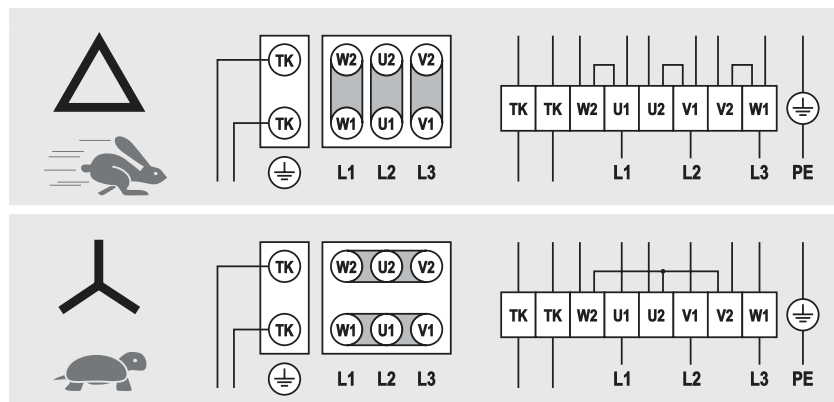 TK W2 U2 V2
TK W1 U1 V1
L1 L2 L3
TK TK W2 U1 U2 V1 V2 W1
L1 L2 L3 PE
TK W2 U2 V2
TK W1 U1 V1
L1 L2 L3
TK TK W2 U1 U2 V1 V2 W1
L1 L2 L3 PE